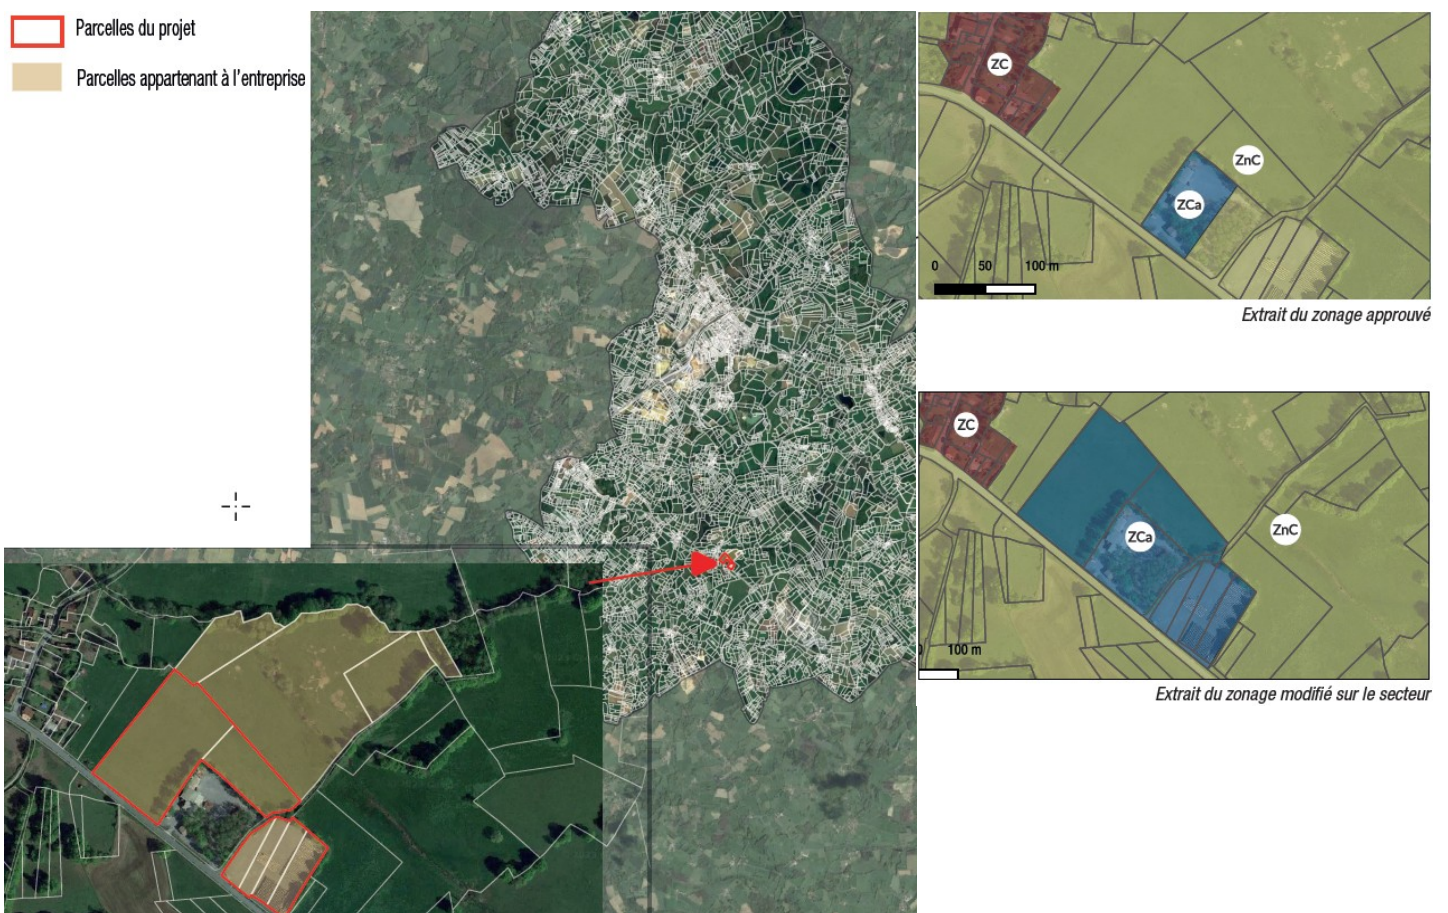 Parcelles du projet
Parcelles appartenant à l'entreprise
ZC
ZnC
ZCa
0 50 100 m
Extrait du zonage approuvé
ZC
ZCa
ZnC
100 m
Extrait du zonage modifié sur le secteur